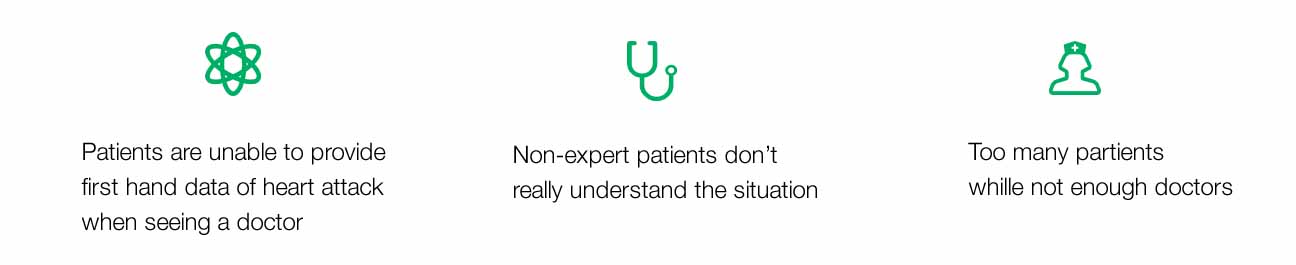 Patients are unable to provide
first hand data of heart attack
when seeing a doctor
Non-expert patients don’t
really understand the situation
Too many partients
whille not enough doctors